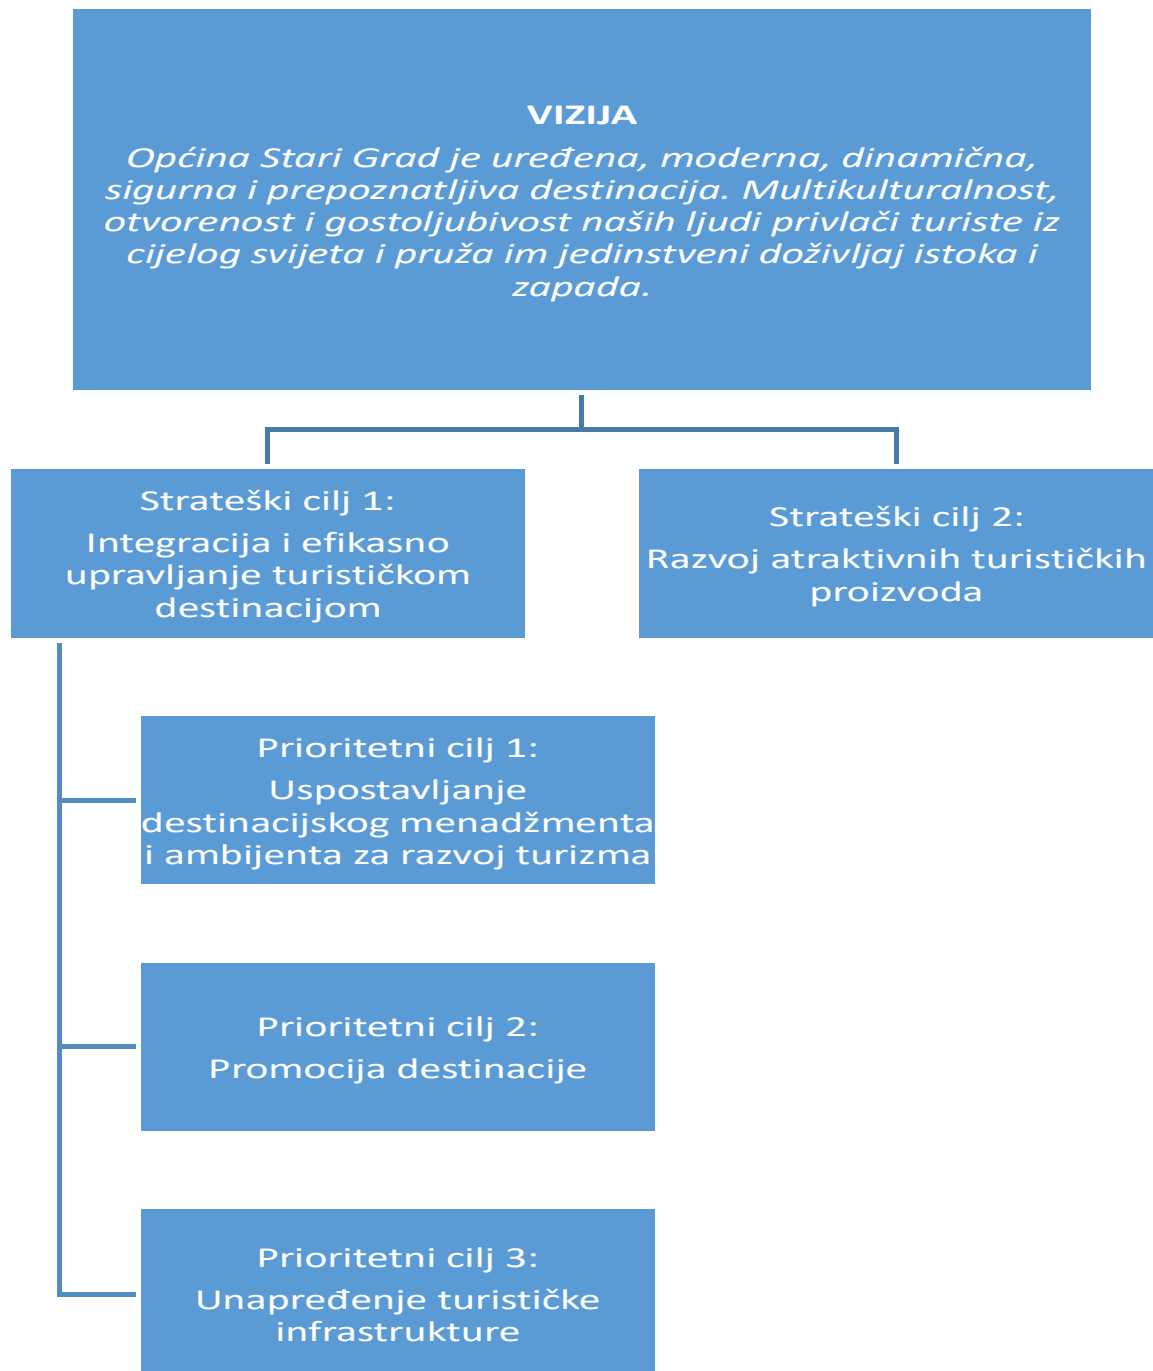 VIZIJA
Općina Stari Grad je uređena, moderna, dinamična,
sigurna i prepoznatljiva destinacija. Multikulturalnost,
otvorenost i gostoljubivost naših ljudi privlači turiste iz
cijelog svijeta i pruža im jedinstveni doživljaj istoka i
zapada.
Strateški cilj 1:
Integracija i efikasno
upravljanje turističkom
destinacijom
Strateški cilj 2:
Razvoj atraktivnih turističkih
proizvoda
Prioritetni cilj 1:
Uspostavljanje
destinacijskog menadžmenta
i ambijenta za razvoj turizma
Prioritetni cilj 2:
Promocija destinacije
Prioritetni cilj 3:
Unapređenje turističke
infrastrukture